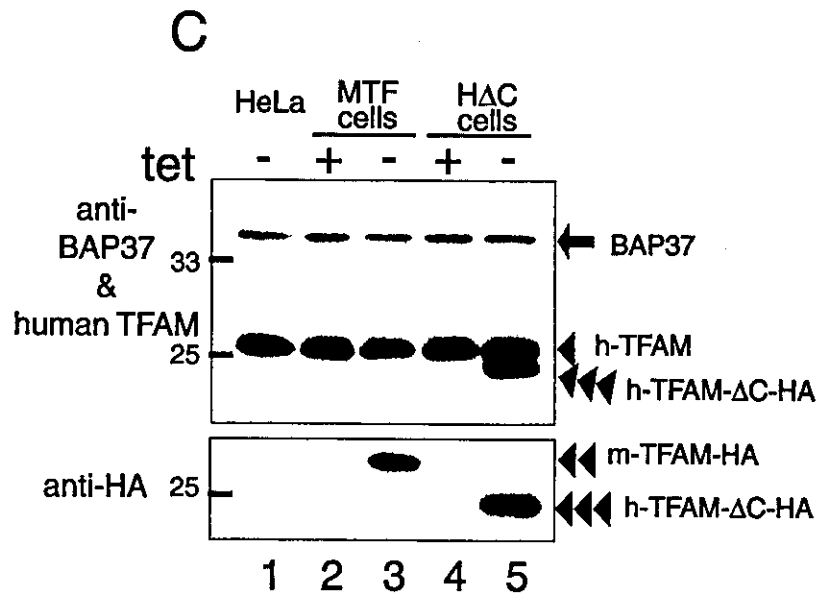 C
HeLa
MTF cells
HΔC cells
tet - + - + -
anti-
BAP37
&
human TFAM
33
25
BAP37
h-TFAM
h-TFAM-ΔC-HA
anti-HA
25
m-TFAM-HA
h-TFAM-ΔC-HA
1 2 3 4 5